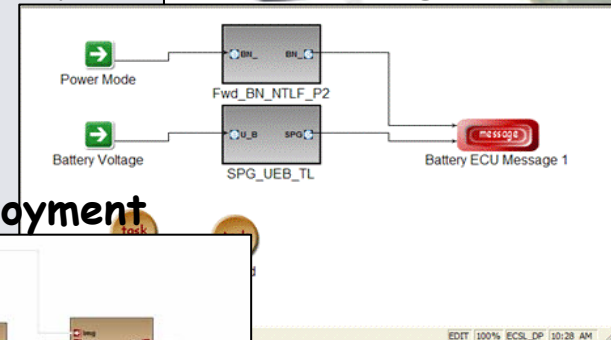 BN_ BN_
Power Mode
Fwd_BN_NTLF_P2
U_B SPG
message
Battery Voltage
Battery ECU Message 1
SPG_UEB_TL
oyment
task
img
EDIT 100% ECSL_DP 10:28 AM